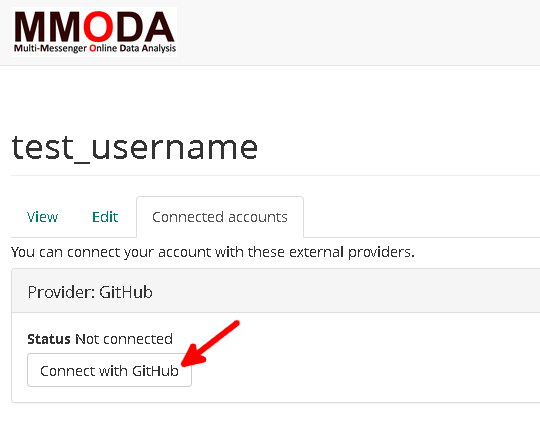 MMODA
Multi-Messenger Online Data Analysis
test_username
View Edit Connected accounts
You can connect your account with these external providers.
Provider: GitHub
Status Not connected
Connect with GitHub